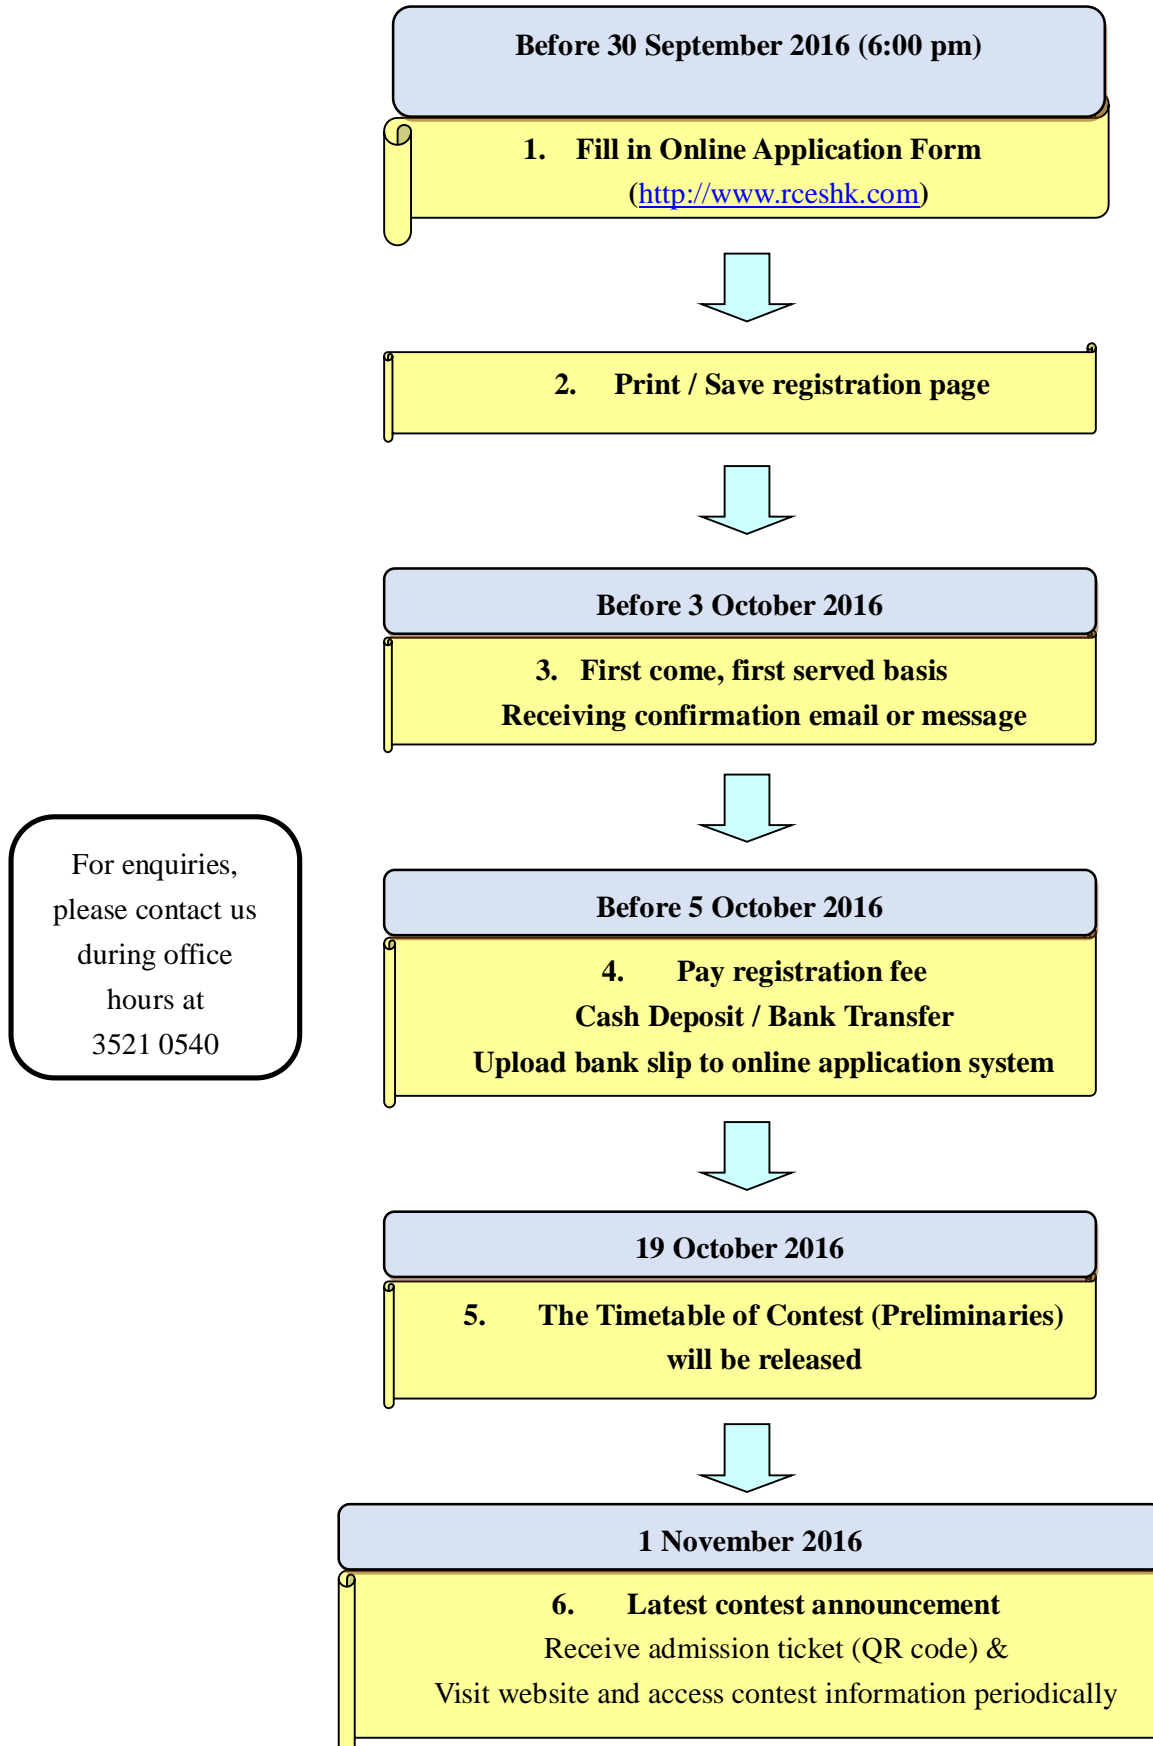 Before 30 September 2016 (6:00 pm)
1. Fill in Online Application Form
(http://www.rceshk.com)
2. Print / Save registration page
Before 3 October 2016
3. First come, first served basis
Receiving confirmation email or message
For enquiries,
please contact us
during office
hours at
3521 0540
Before 5 October 2016
4. Pay registration fee
Cash Deposit / Bank Transfer
Upload bank slip to online application system
19 October 2016
5. The Timetable of Contest (Preliminaries)
will be released
1 November 2016
6. Latest contest announcement
Receive admission ticket (QR code) &
Visit website and access contest information periodically